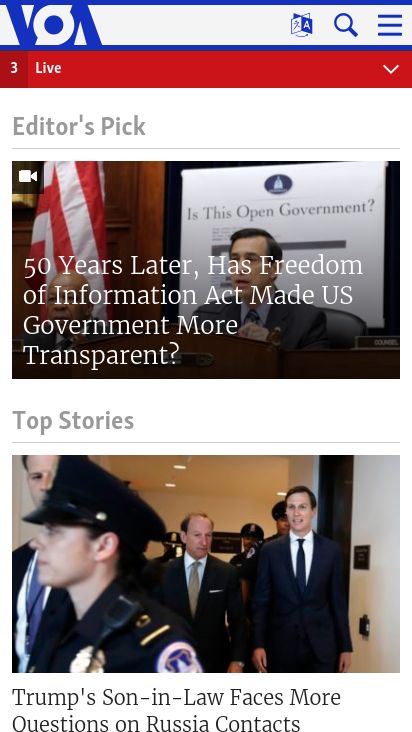 VOA
3 Live
Editor's Pick
Is This Open Government?
50 Years Later, Has Freedom
of Information Act Made US
Government More
Transparent?
COUNSEL
Top Stories
Trump's Son-in-Law Faces More
Questions on Russia Contacts